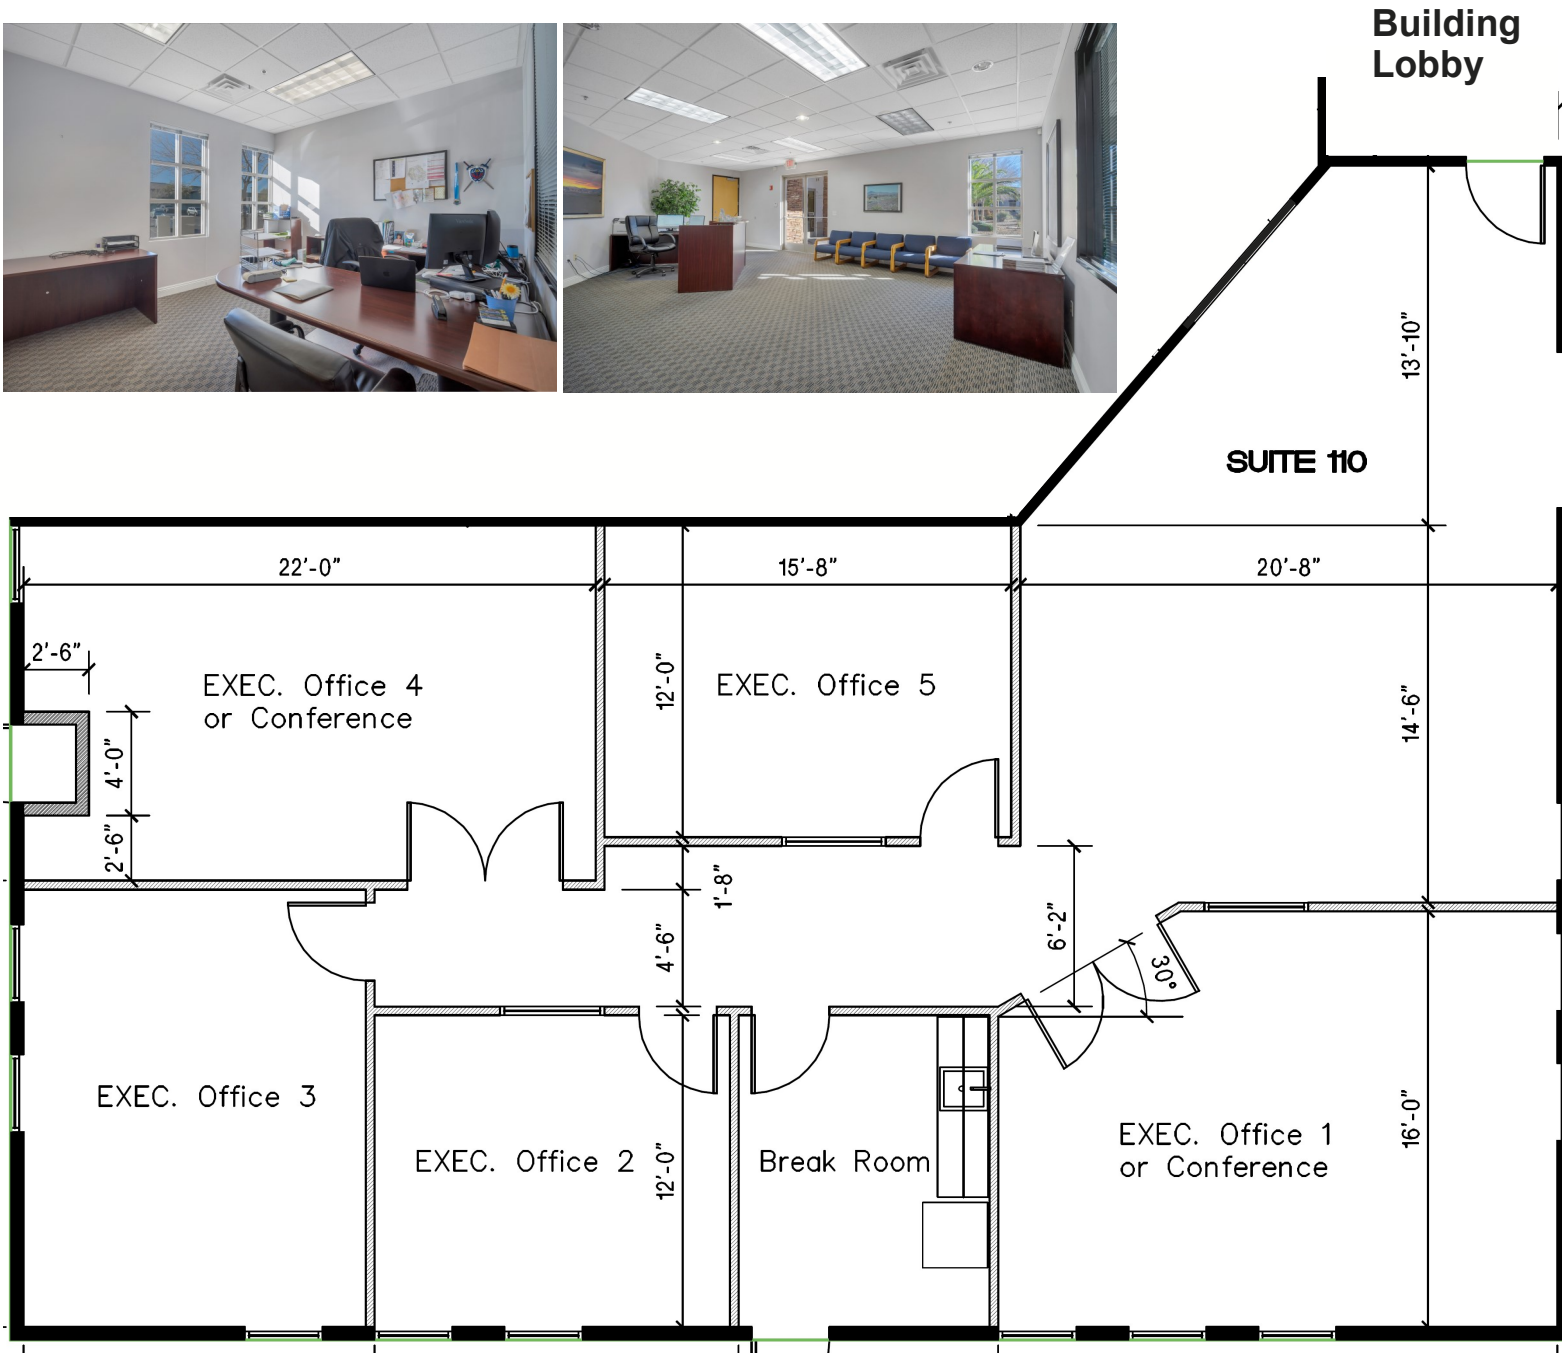 Building
Lobby
13'-10"
SUITE 110
22'-0"
15'-8"
20'-8"
2'-6"
EXEC. Office 4
or Conference
12'-0"
EXEC. Office 5
14'-6"
4'-0"
2'-6"
1'-8"
4'-6"
6'-2"
30°
EXEC. Office 3
EXEC. Office 2
12'-0"
Break Room
EXEC. Office 1
or Conference
16'-0"